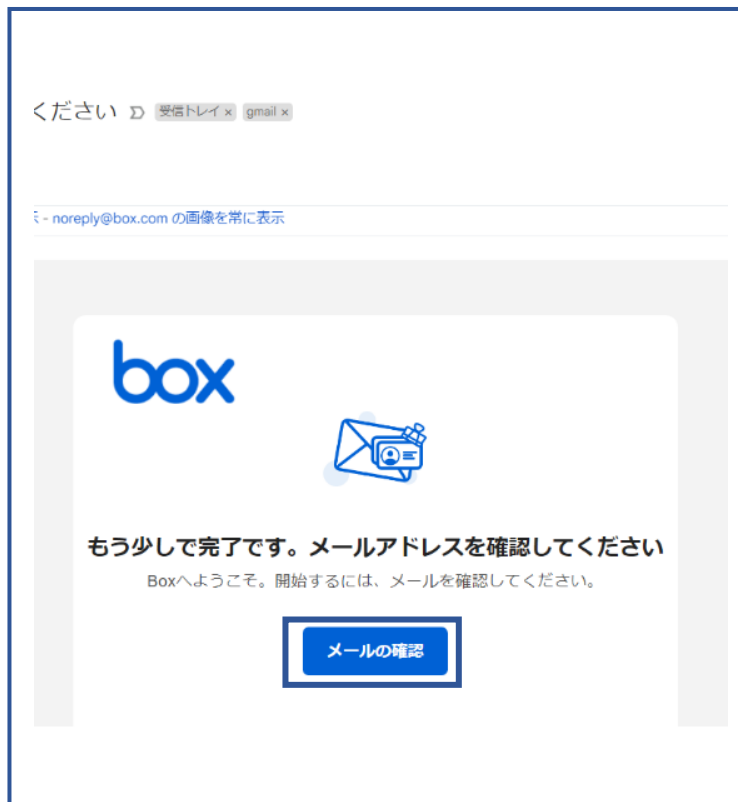 ください 受信トレイ × gmail ×
- noreply@box.com の画像を常に表示
box
もう少しで完了です。メールアドレスを確認してください
Boxへようこそ。開始するには、メールを確認してください。
メールの確認